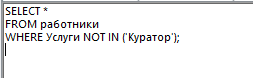 SELECT *
FROM работники
WHERE Услуги NOT IN ('Куратор');